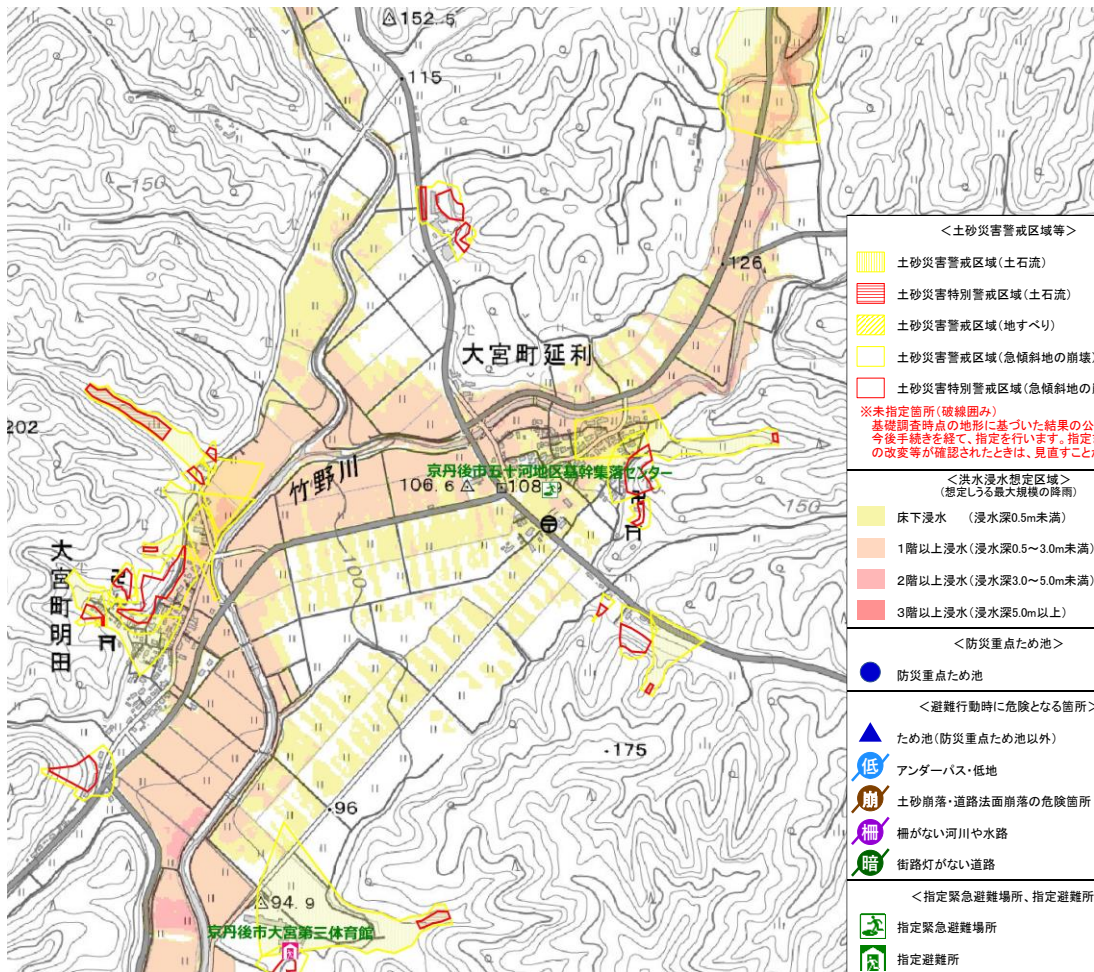 152.5
115
150
126
大宮町延利
202
竹野川
京丹後市五十河地区基幹集落センター
106.6
108
150
100
大宮町明田
175
96
94.9
京丹後市大宮第三体育館
＜土砂災害警戒区域等＞
土砂災害警戒区域(土石流)
土砂災害特別警戒区域(土石流)
土砂災害警戒区域(地すべり)
土砂災害警戒区域(急傾斜地の崩壊)
土砂災害特別警戒区域(急傾斜地の
※未指定箇所(破線囲み)
基礎調査時点の地形に基づいた結果の公
今後手続きを経て、指定を行います。指定
の改変等が確認されたときは、見直すこと
＜洪水浸水想定区域＞
(想定しうる最大規模の降雨)
床下浸水　(浸水深0.5m未満)
1階以上浸水(浸水深0.5～3.0m未満)
2階以上浸水(浸水深3.0～5.0m未満)
3階以上浸水(浸水深5.0m以上)
＜防災重点ため池＞
防災重点ため池
＜避難行動時に危険となる箇所＞
ため池(防災重点ため池以外)
低 アンダーパス・低地
崩 土砂崩落・道路法面崩落の危険箇所
柵 柵がない河川や水路
暗 街路灯がない道路
＜指定緊急避難場所、指定避難所
指定緊急避難場所
指定避難所